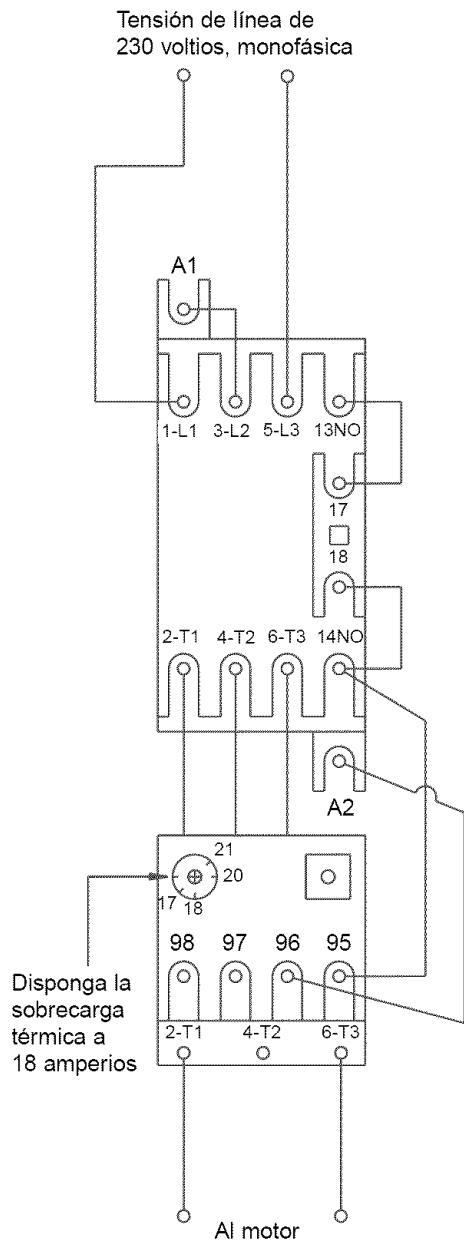 Tensión de línea de
230 voltios, monofásica
A1
1-L1 3-L2 5-L3 13NO
17
18
2-T1 4-T2 6-T3 14NO
A2
21
20
17 18
98 97 96 95
Disponga la
sobrecarga
térmica a
18 amperios
2-T1 4-T2 6-T3
Al motor